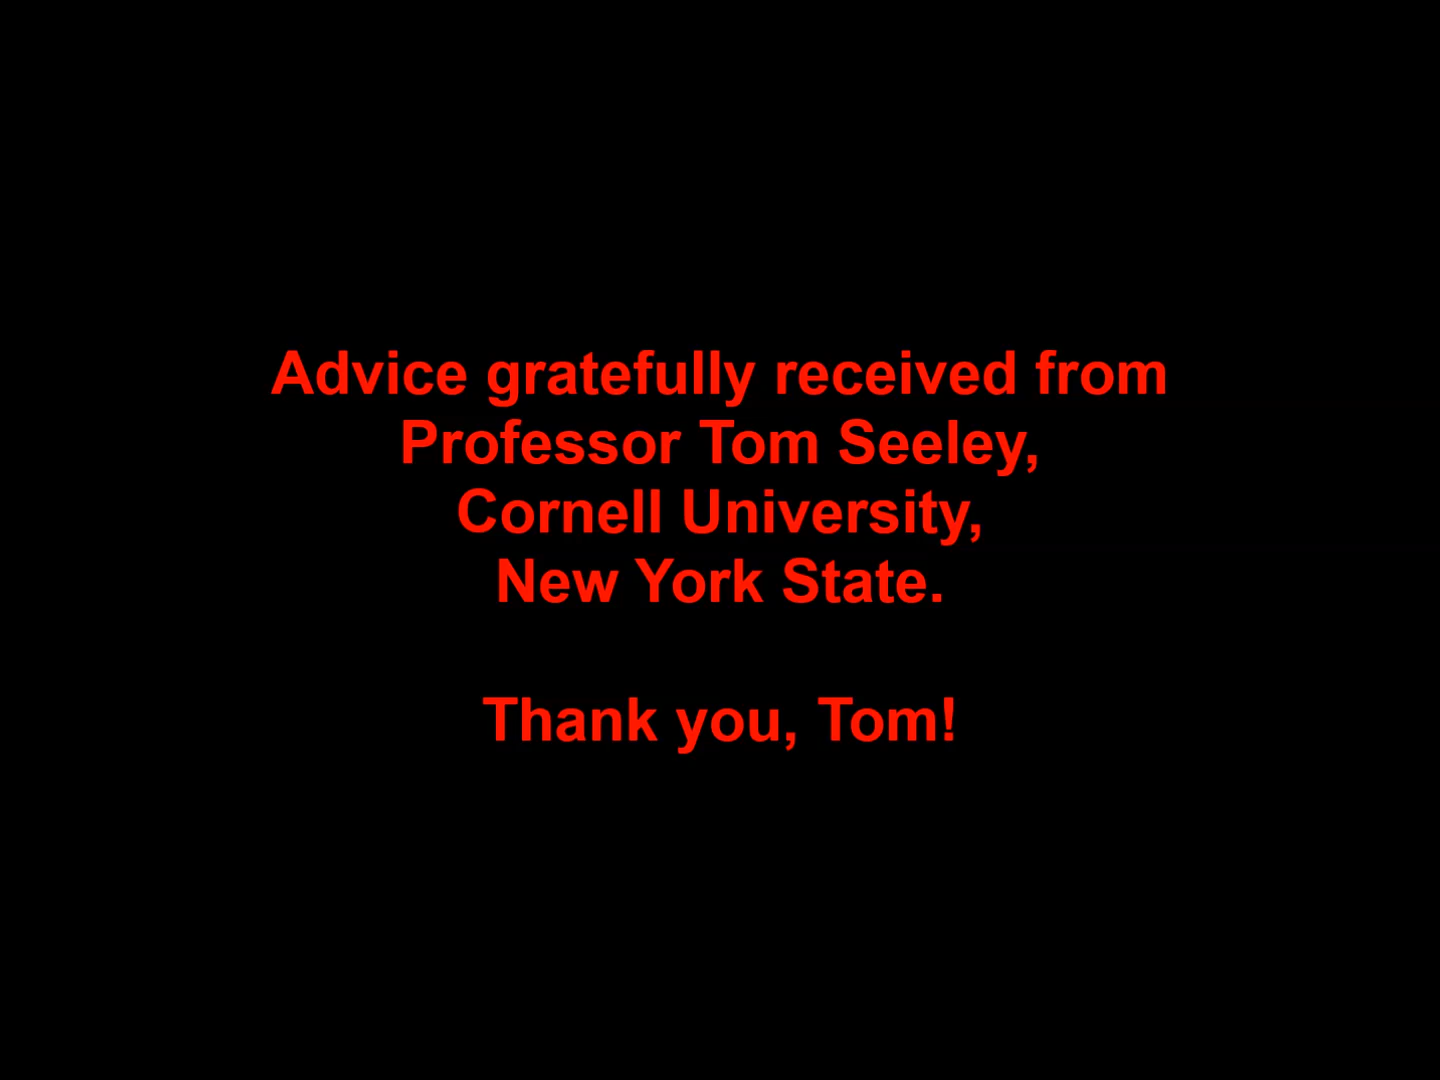 Advice gratefully received from
Professor Tom Seeley,
Cornell University,
New York State.
Thank you, Tom!